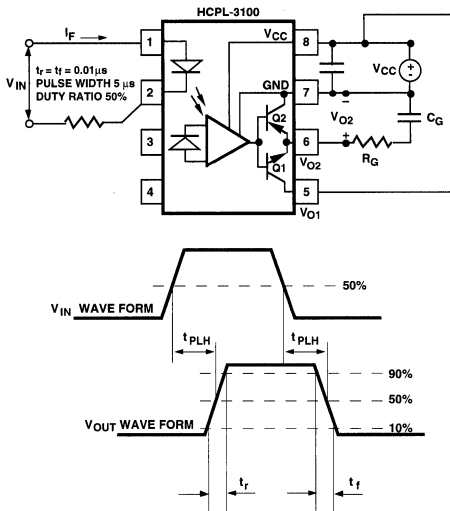 HCPL-3100
I_F
1
V_CC
8
V_IN
t_r = t_f = 0.01µs
PULSE WIDTH 5 µs
DUTY RATIO 50%
V_CC
+
-
2
GND
7
-
V_O2
C_G
Q2
3
6
+
V_O2
R_G
Q1
4
5
V_O1
50%
V_IN WAVE FORM
t_PLH
t_PLH
90%
50%
V_OUT WAVE FORM
10%
t_r
t_f